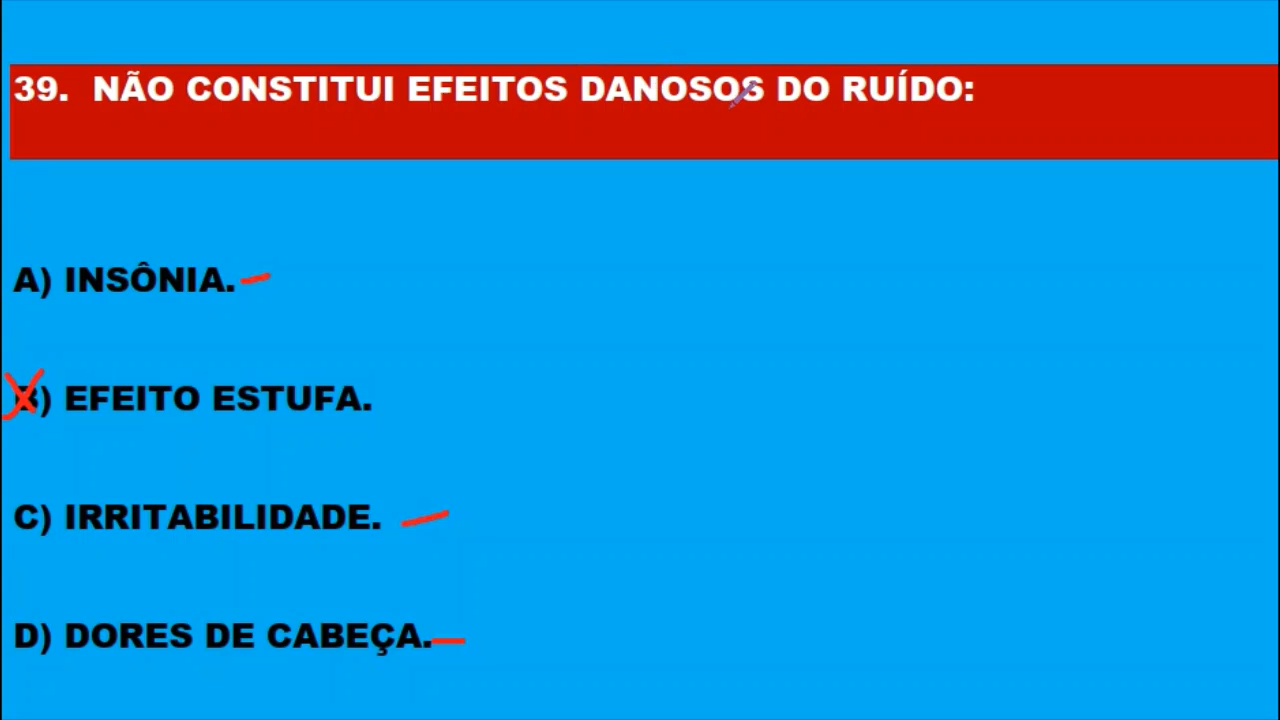 39. NÃO CONSTITUI EFEITOS DANOSOS DO RUÍDO:
A) INSÔNIA.
B) EFEITO ESTUFA.
C) IRRITABILIDADE.
D) DORES DE CABEÇA.